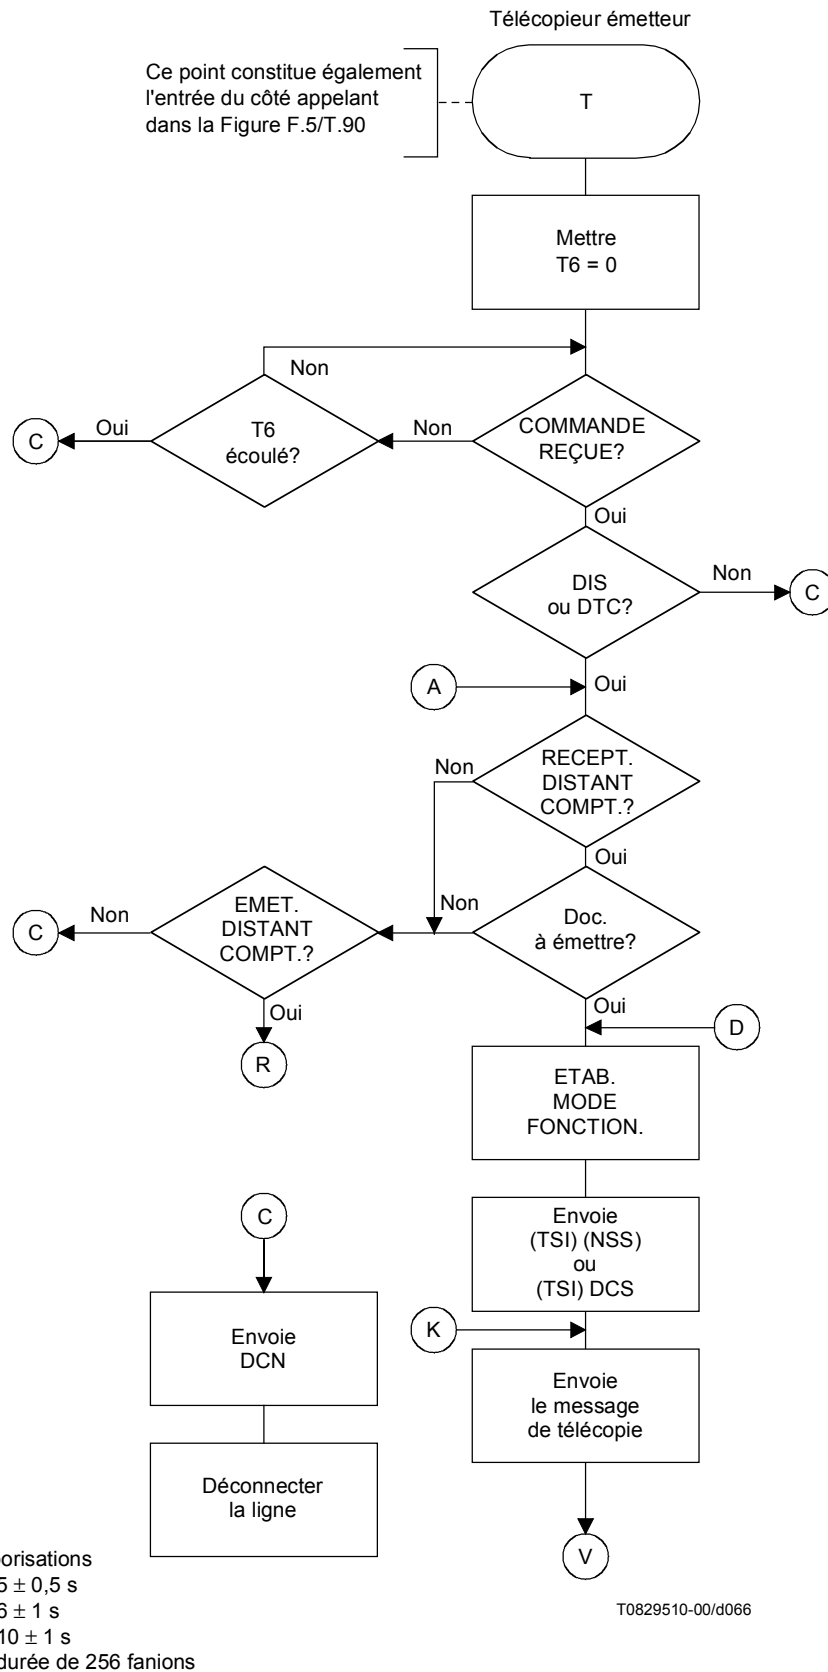 Télécopieur émetteur
Ce point constitue également
l'entrée du côté appelant
dans la Figure F.5/T.90
T
Mettre
T6 = 0
Non
C
Oui
T6
écoulé?
Non
COMMANDE
REÇUE?
Oui
DIS
ou DTC?
Non
C
A
Oui
Non
RECEPT.
DISTANT
COMPT.?
Oui
C
Non
EMET.
DISTANT
COMPT.?
Non
Doc.
à émettre?
Oui
Oui
D
R
ETAB.
MODE
FONCTION.
C
Envoie
(TSI) (NSS)
ou
(TSI) DCS
Envoie
DCN
K
Envoie
le message
de télécopie
Déconnecter
la ligne
V
orisations
5 ± 0,5 s
6 ± 1 s
10 ± 1 s
durée de 256 fanions
T0829510-00/d066